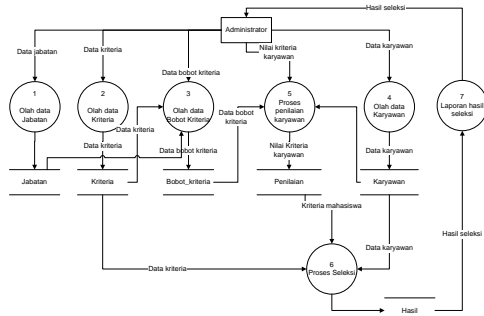 Hasil seleksi
Administrator
Data jabatan
Data kriteria
Nilai kriteria
karyawan
Data karyawan
Data bobot kriteria
1
Olah data
Jabatan
2
Olah data
Kriteria
3
Olah data
Bobot Kriteria
5
Proses
penilaian
karyawan
4
Olah data
Karyawan
7
Laporan hasil
seleksi
Data kriteria
Data bobot
kriteria
Data kriteria
Data bobot kriteria
Nilai Kriteria
karyawan
Data karyawan
Jabatan
Kriteria
Bobot_kriteria
Penilaian
Karyawan
Kriteria mahasiswa
Hasil seleksi
Data karyawan
6
Proses Seleksi
Data kriteria
Hasil